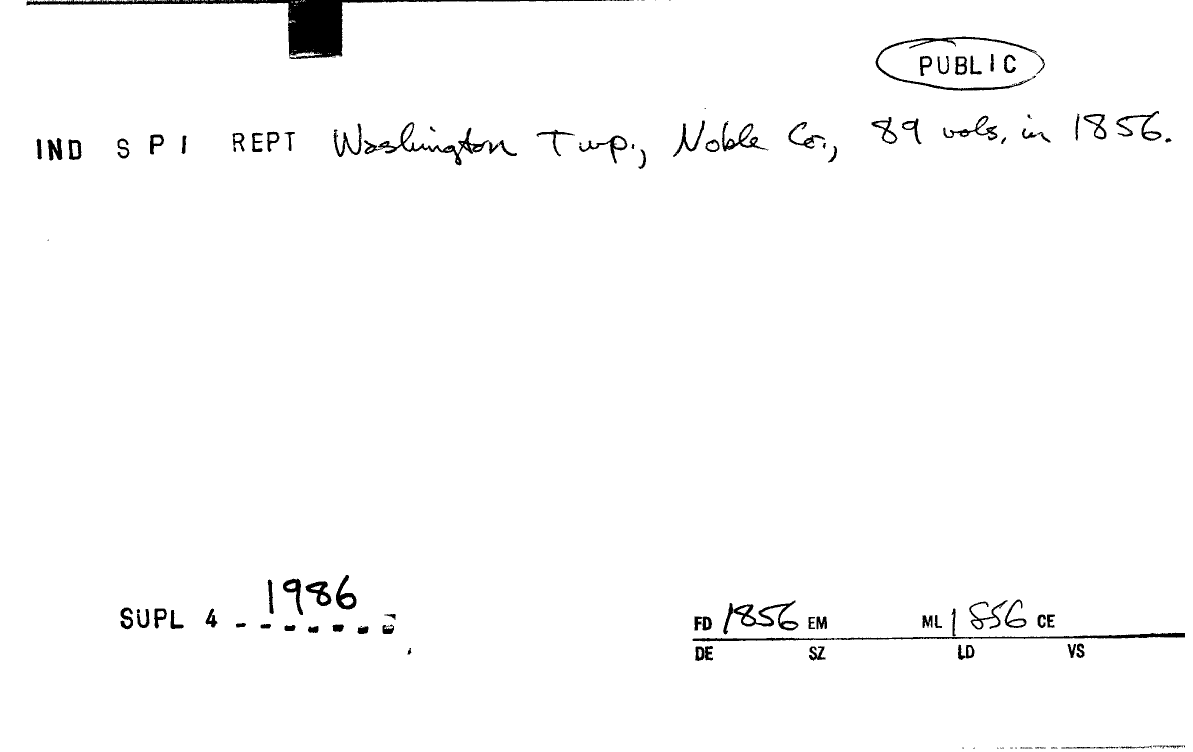 PUBLIC
IND S P I REPT Washington Twp., Noble Co., 89 vols. in 1856.
1986
SUPL 4 - - - - - - -
FD 1856 EM ML 1856 CE
DE SZ LD VS